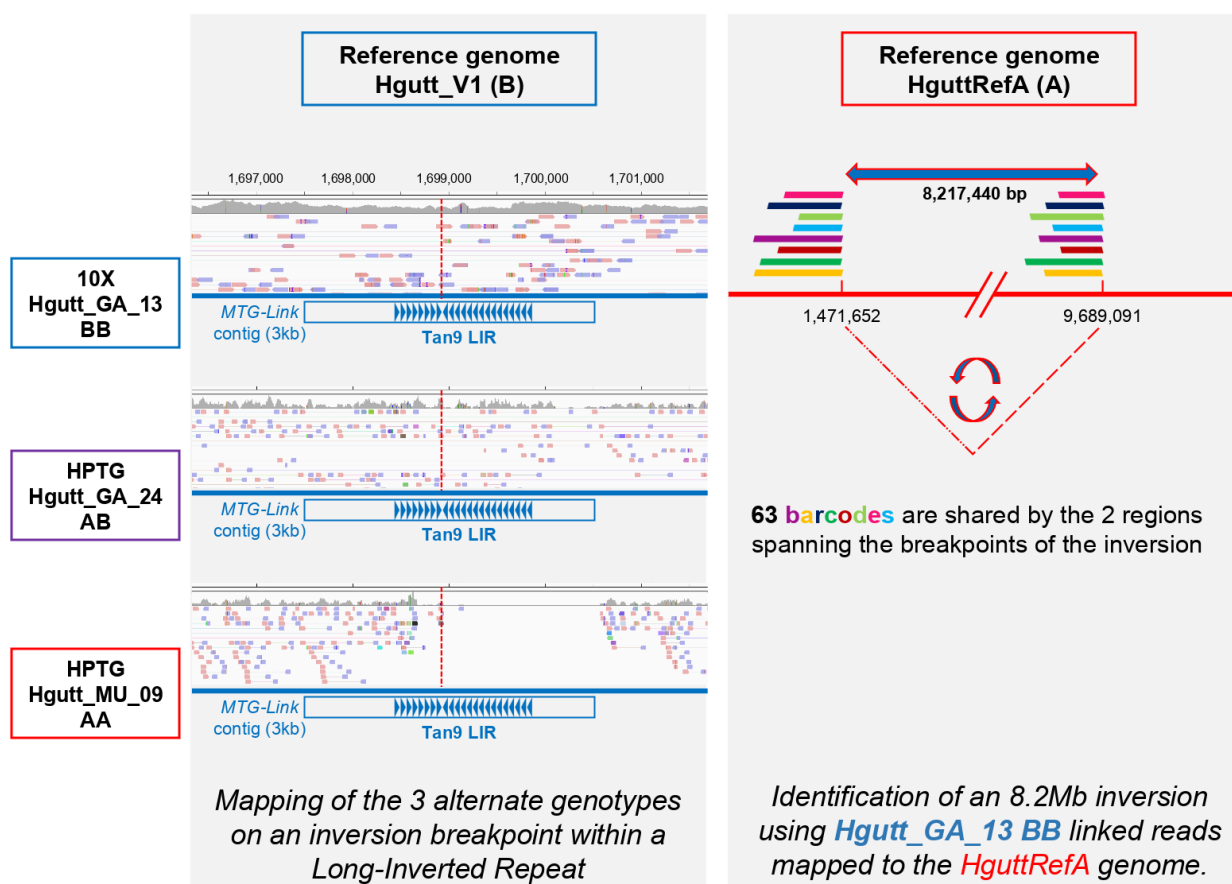 Reference genome
Hgutt_V1 (B)
Reference genome
HguttRefA (A)
1,697,000 1,698,000 1,699,000 1,700,000 1,701,000
10X
Hgutt_GA_13
BB
MTG-Link
contig (3kb)
Tan9 LIR
HPTG
Hgutt_GA_24
AB
MTG-Link
contig (3kb)
Tan9 LIR
HPTG
Hgutt_MU_09
AA
MTG-Link
contig (3kb)
Tan9 LIR
Mapping of the 3 alternate genotypes
on an inversion breakpoint within a
Long-Inverted Repeat
8,217,440 bp
1,471,652 9,689,091
63 barcodes are shared by the 2 regions
spanning the breakpoints of the inversion
Identification of an 8.2Mb inversion
using Hgutt_GA_13 BB linked reads
mapped to the HguttRefA genome.